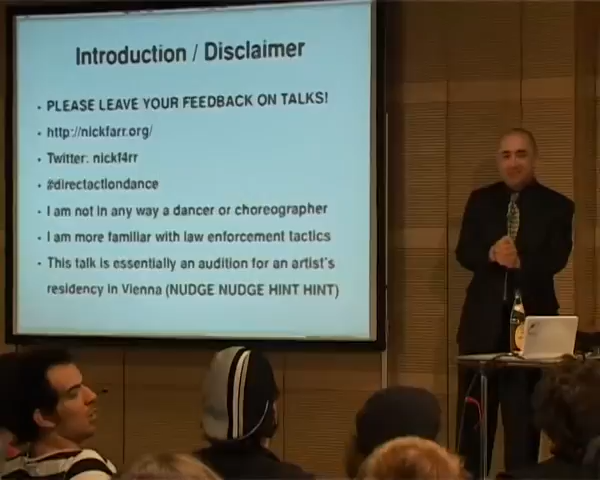 Introduction / Disclaimer
· PLEASE LEAVE YOUR FEEDBACK ON TALKS!
· http://nickfarr.org/
· Twitter: nickf4rr
· #directactiondance
· I am not in any way a dancer or choreographer
· I am more familiar with law enforcement tactics
· This talk is essentially an audition for an artist's
residency in Vienna (NUDGE NUDGE HINT HINT)